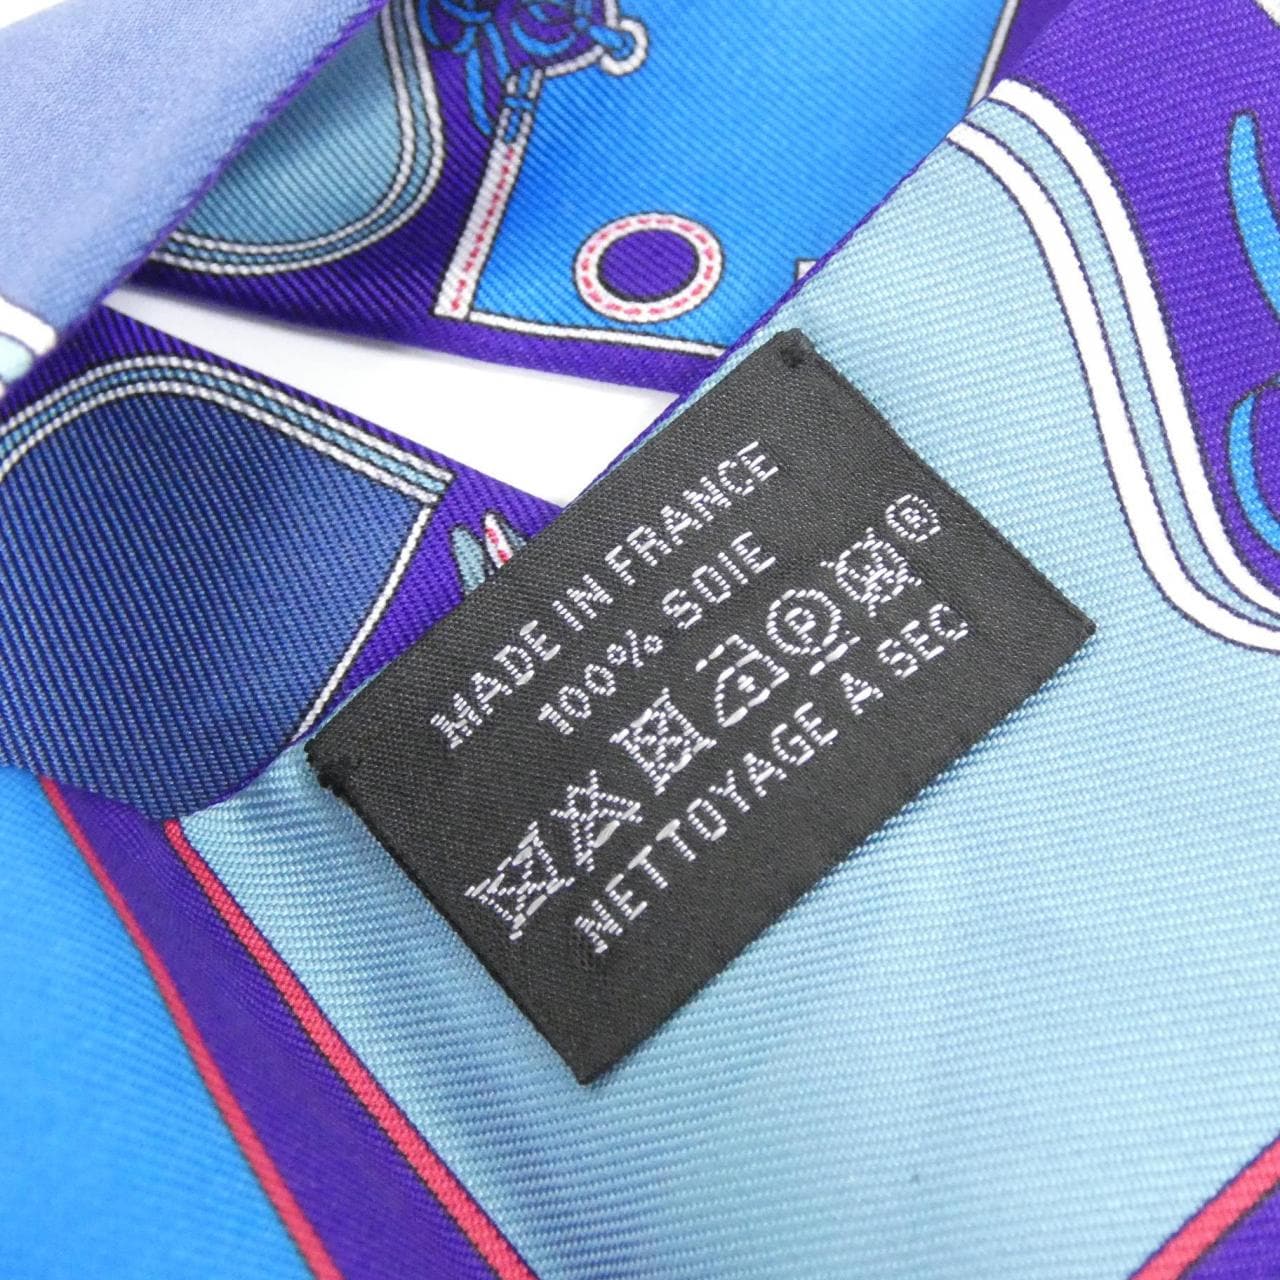 MADE IN FRANCE
100% SOIE
P W ®
NETTOYAGE A SEC